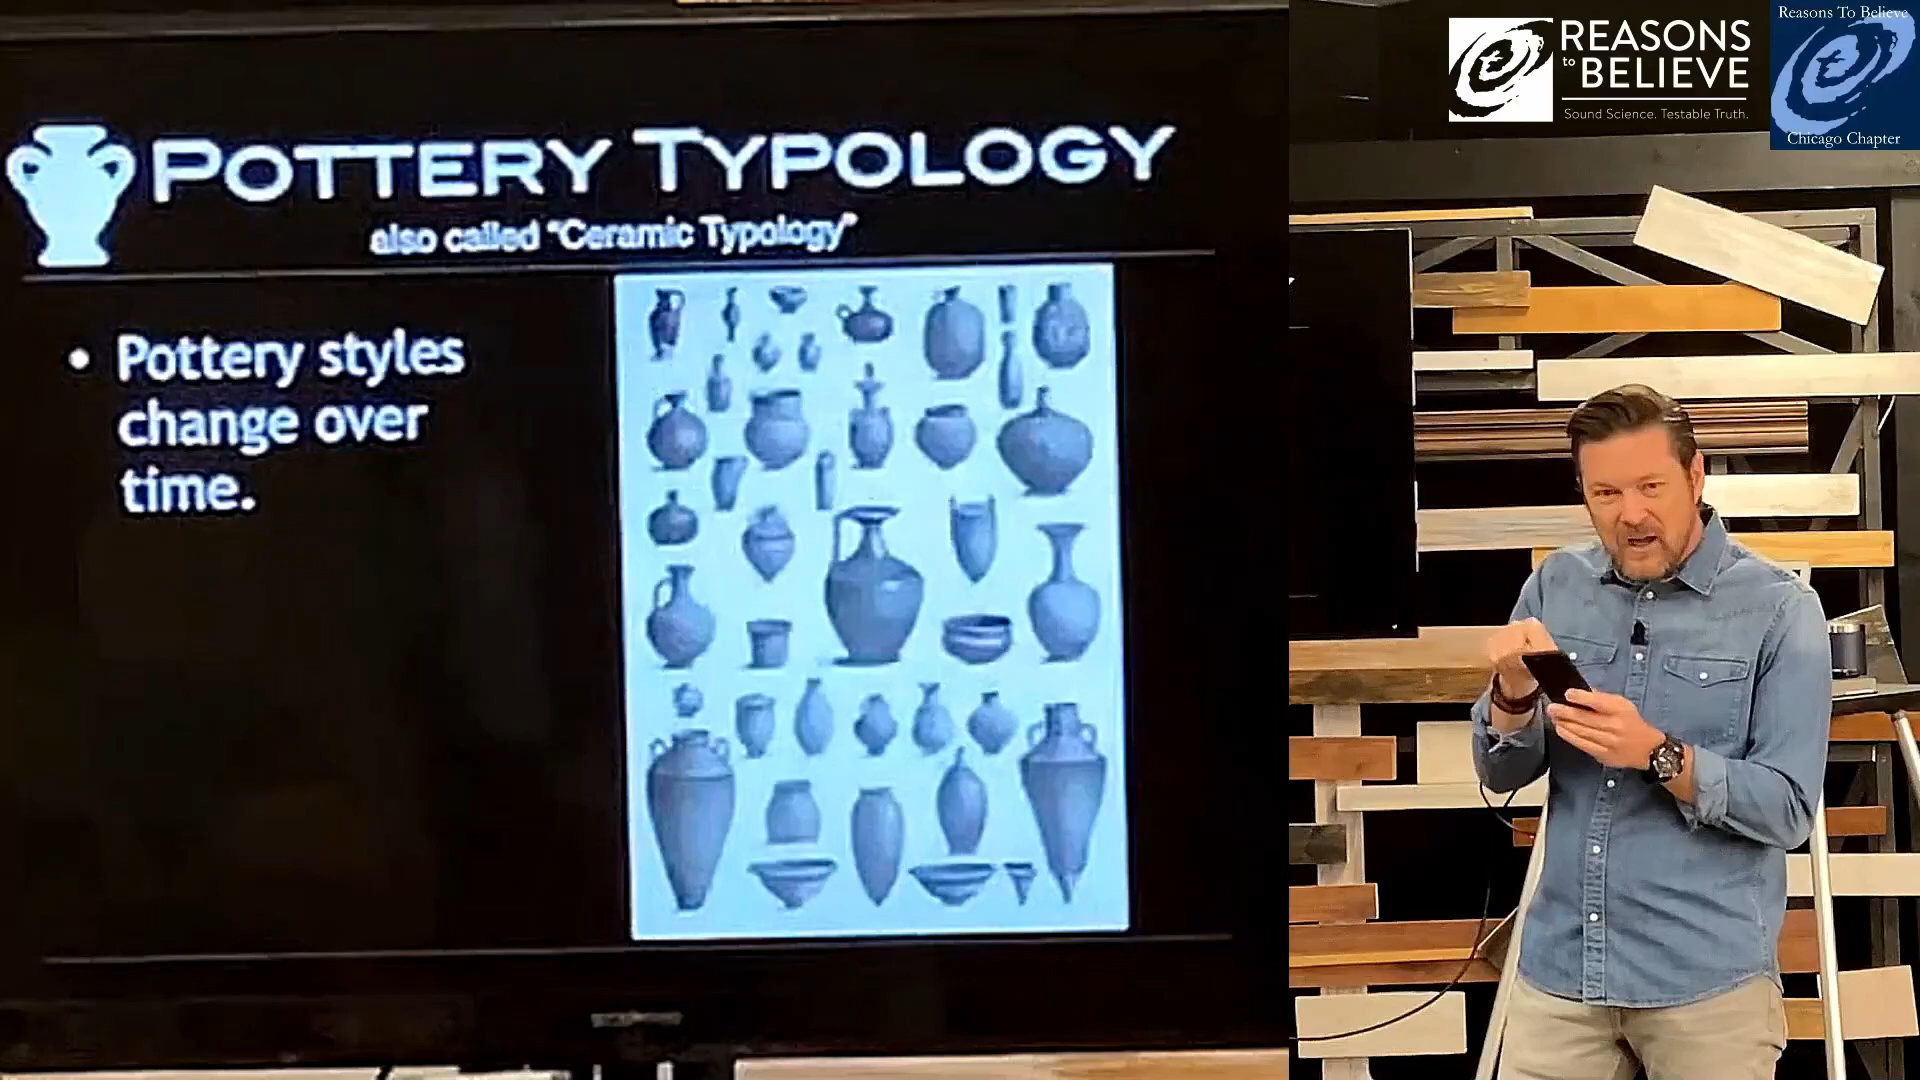 POTTERY TYPOLOGY
also called "Ceramic Typology"
• Pottery styles
change over
time.
REASONS
to BELIEVE
Sound Science. Testable Truth.
Reasons To Believe
Chicago Chapter